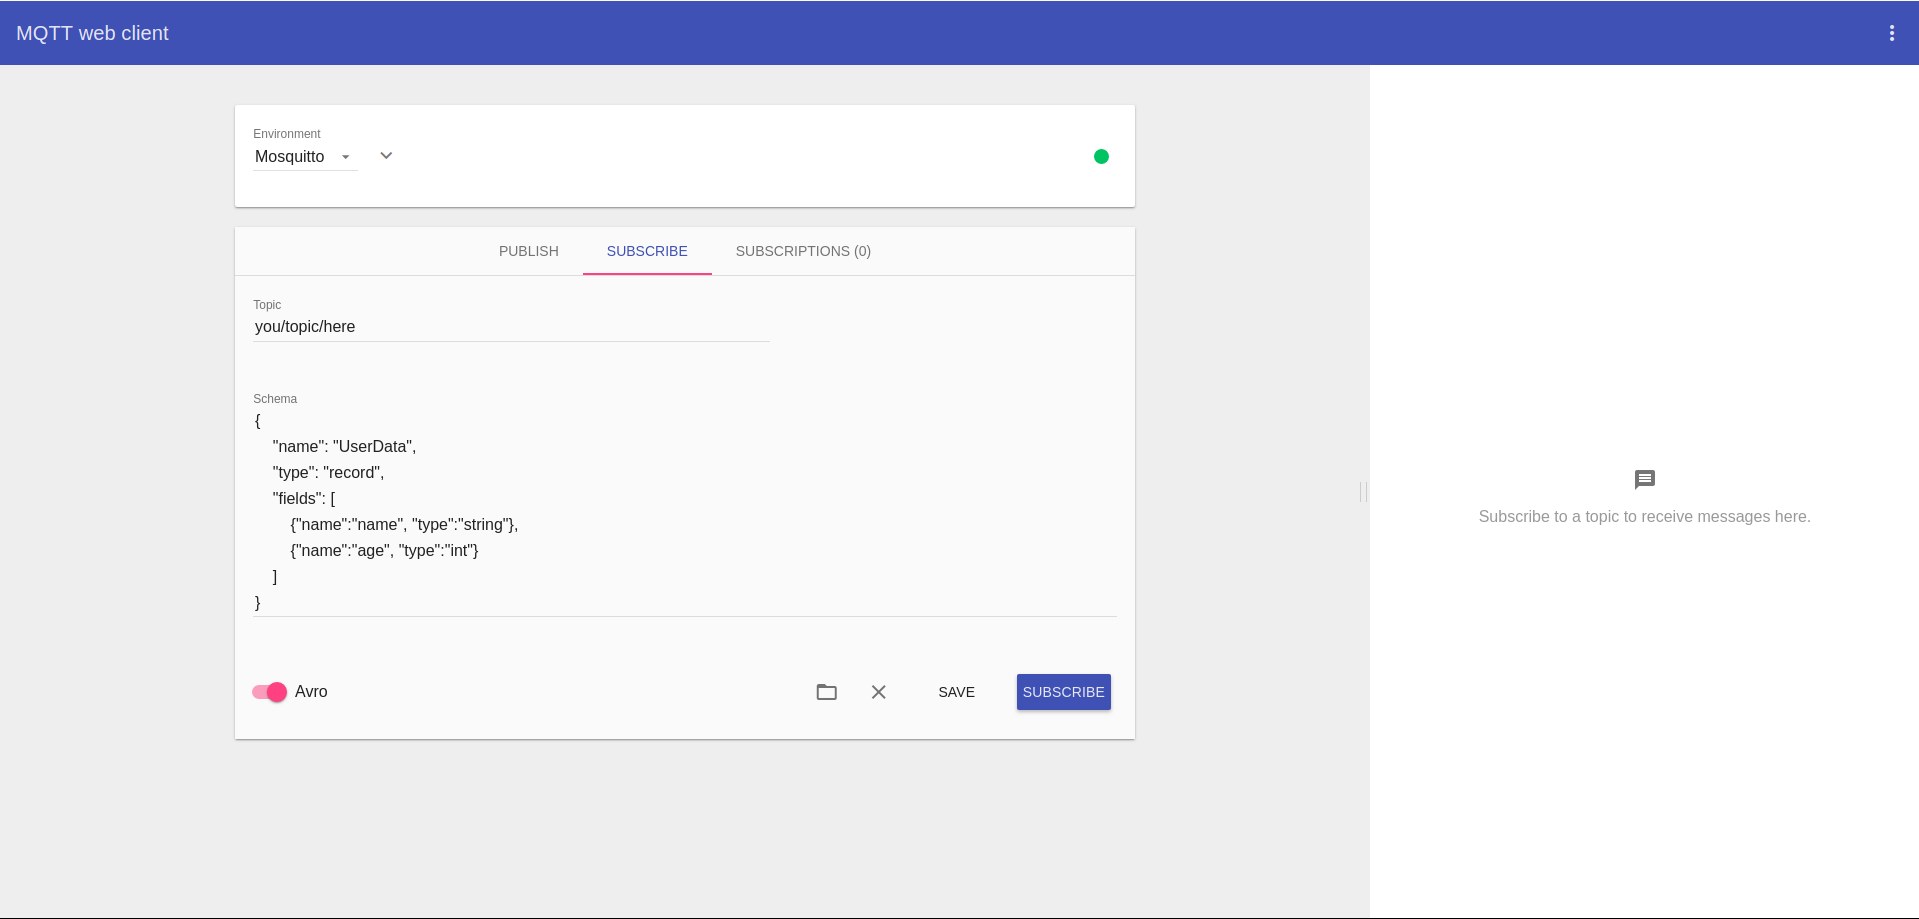 MQTT web client
Environment
Mosquitto
PUBLISH SUBSCRIBE SUBSCRIPTIONS (0)
Topic
you/topic/here
Schema
{
    "name": "UserData",
    "type": "record",
    "fields": [
        {"name":"name", "type":"string"},
        {"name":"age", "type":"int"}
    ]
}
Avro SAVE SUBSCRIBE
Subscribe to a topic to receive messages here.